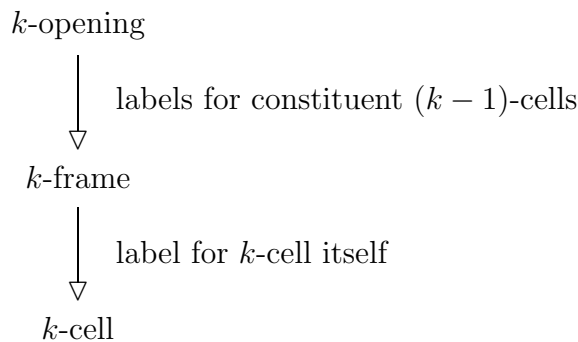 k-opening
labels for constituent (k − 1)-cells
k-frame
label for k-cell itself
k-cell